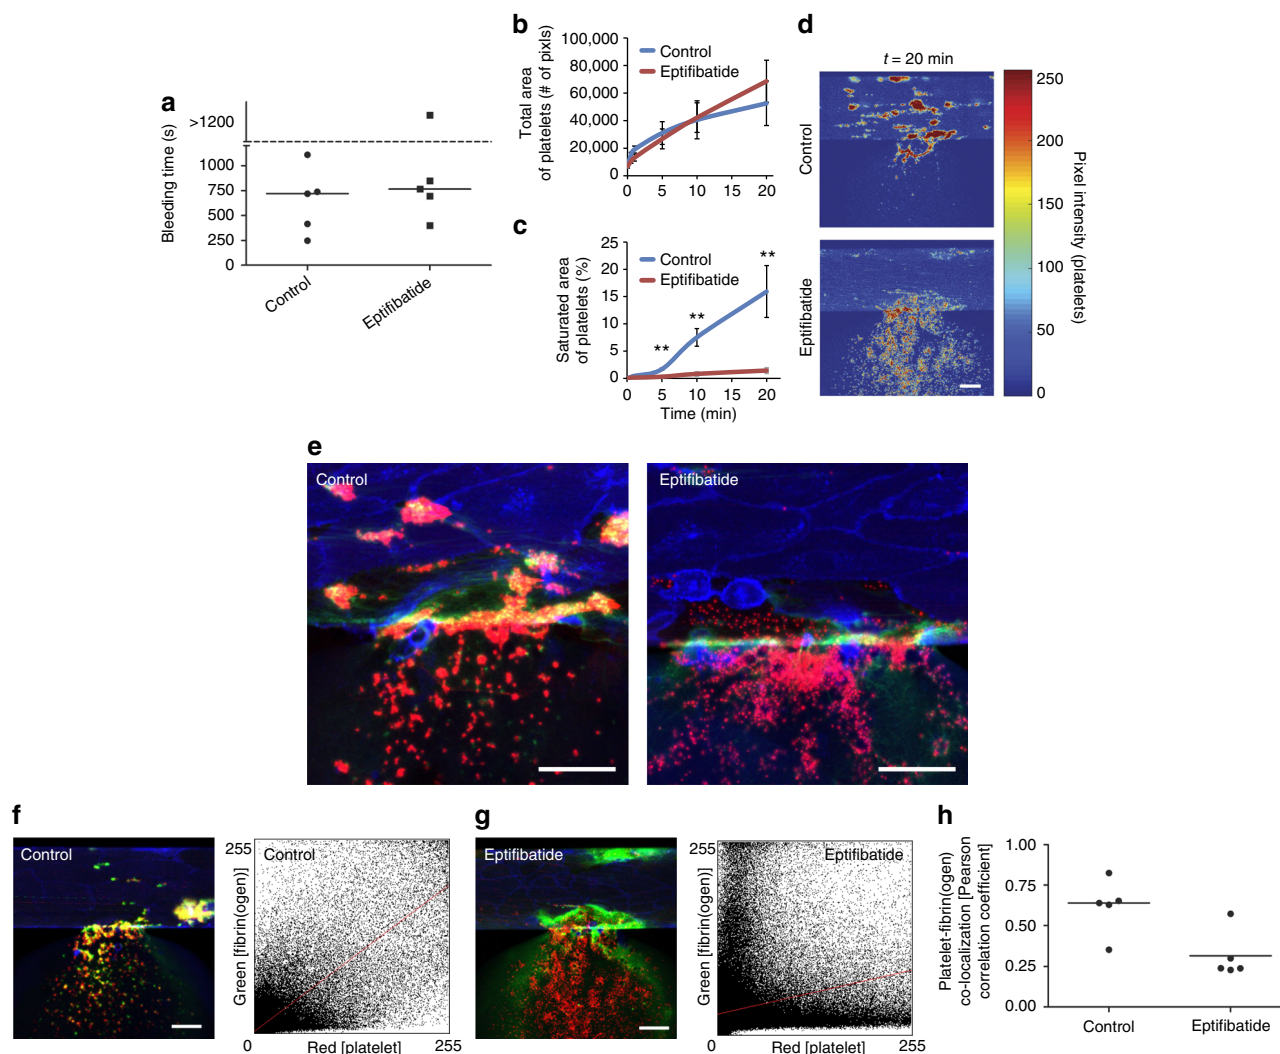 a
Bleeding time (s)
>1200
1000
750
500
250
0
Control
Eptifibatide
b
Total area
of platelets (# of pixls)
100,000
80,000
60,000
40,000
20,000
0
Control
Eptifibatide
0 5 10 15 20
c
Saturated area
of platelets (%)
25
20
15
10
5
0
Control
Eptifibatide
**
**
**
0 5 10 15 20
Time (min)
d
t = 20 min
Control
Eptifibatide
250
200
150
100
50
0
Pixel intensity (platelets)
e
Control
Eptifibatide
f
Control
255
Control
Green [fibrin(ogen)]
0 Red [platelet] 255
g
Eptifibatide
255
Eptifibatide
Green [fibrin(ogen)]
0 Red [platelet] 255
h
Platelet-fibrin(ogen)
co-localization [Pearson
correlation coefficient]
1.00
0.75
0.50
0.25
0.00
Control
Eptifibatide